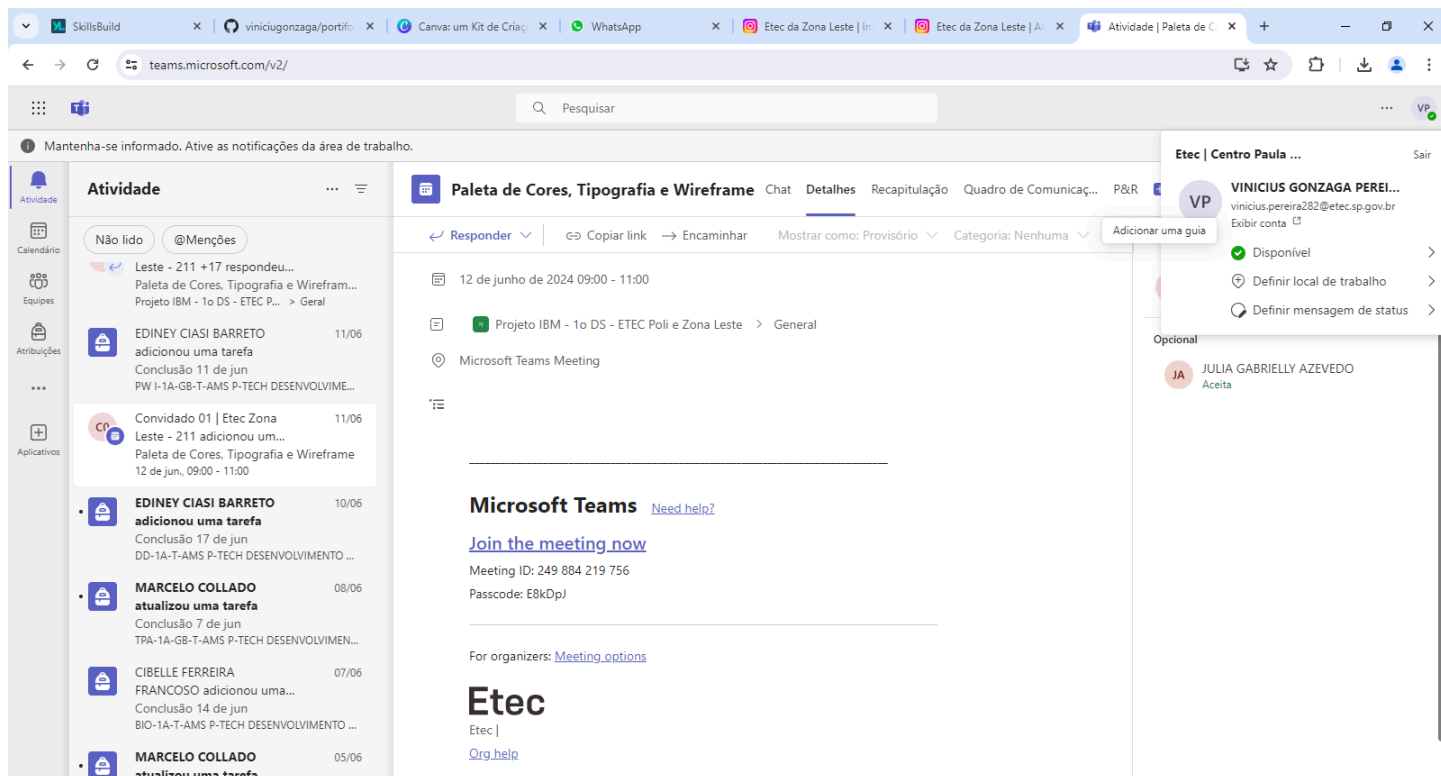 SkillsBuild
viniciugonzaga/portifo
Canva: um Kit de Criaç
WhatsApp
Etec da Zona Leste | In
Etec da Zona Leste | Al
Atividade | Paleta de C
teams.microsoft.com/v2/
Pesquisar
VP
Mantenha-se informado. Ative as notificações da área de trabalho.
Atividade
Calendário
Equipes
Atribuições
Aplicativos
Atividade
Não lido
@Menções
Leste - 211 +17 respondeu...
Paleta de Cores, Tipografia e Wirefram...
Projeto IBM - 1o DS - ETEC P... > Geral
EDINEY CIASI BARRETO 11/06
adicionou uma tarefa
Conclusão 11 de jun
PW I-1A-GB-T-AMS P-TECH DESENVOLVIME...
C0
Convidado 01 | Etec Zona 11/06
Leste - 211 adicionou um...
Paleta de Cores, Tipografia e Wireframe
12 de jun., 09:00 - 11:00
EDINEY CIASI BARRETO 10/06
adicionou uma tarefa
Conclusão 17 de jun
DD-1A-T-AMS P-TECH DESENVOLVIMENTO ...
MARCELO COLLADO 08/06
atualizou uma tarefa
Conclusão 7 de jun
TPA-1A-GB-T-AMS P-TECH DESENVOLVIMEN...
CIBELLE FERREIRA 07/06
FRANCOSO adicionou uma...
Conclusão 14 de jun
BIO-1A-T-AMS P-TECH DESENVOLVIMENTO ...
MARCELO COLLADO 05/06
atualizou uma tarefa
Paleta de Cores, Tipografia e Wireframe Chat Detalhes Recapitulação Quadro de Comunicaç... P&R
Responder Copiar link Encaminhar Mostrar como: Provisório Categoria: Nenhuma
Adicionar uma guia
12 de junho de 2024 09:00 - 11:00
Projeto IBM - 1o DS - ETEC Poli e Zona Leste > General
Microsoft Teams Meeting
Microsoft Teams Need help?
Join the meeting now
Meeting ID: 249 884 219 756
Passcode: E8kDpJ
For organizers: Meeting options
Etec
Etec |
Org help
Etec | Centro Paula ... Sair
VP
VINICIUS GONZAGA PEREI...
vinicius.pereira282@etec.sp.gov.br
Exibir conta
Disponível
Definir local de trabalho
Definir mensagem de status
Opcional
JA
JULIA GABRIELLY AZEVEDO
Aceita